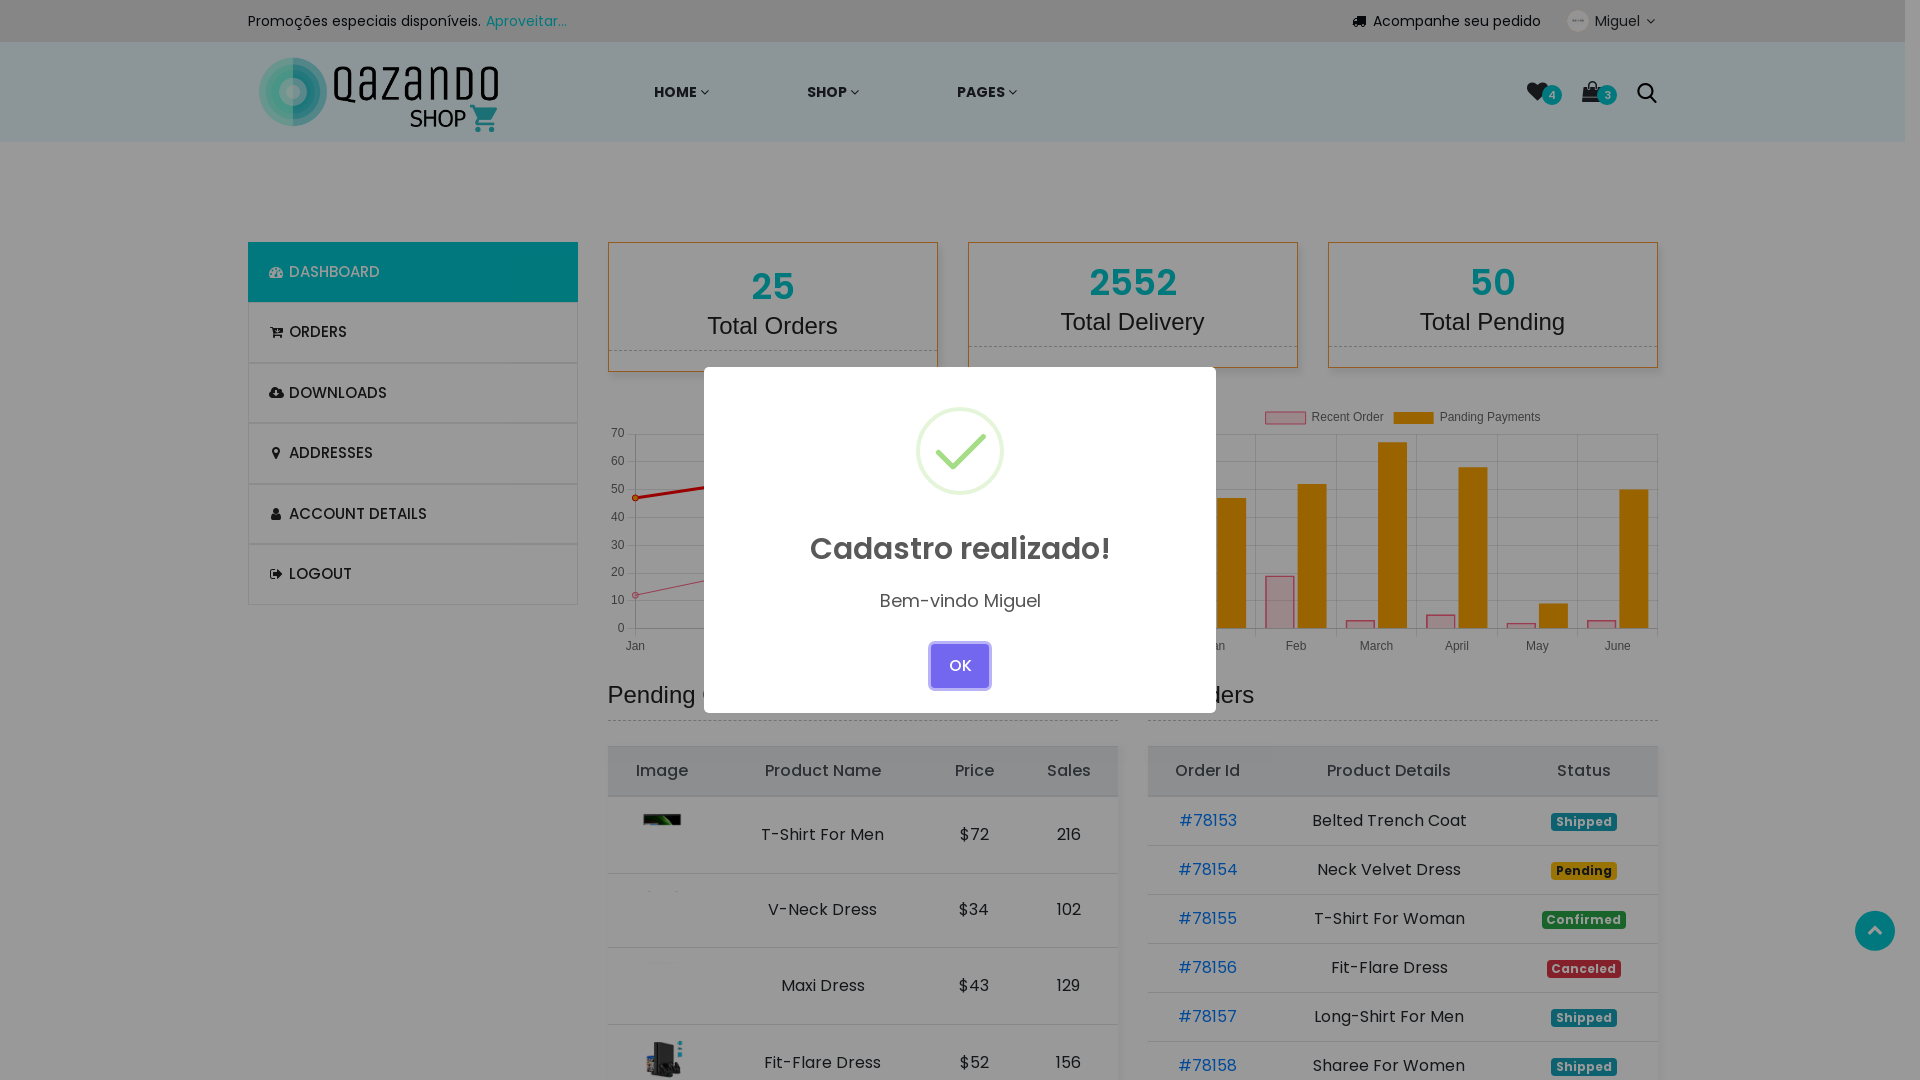 Promoções especiais disponíveis. Aproveitar...
Acompanhe seu pedido
Miguel
QAZANDO
SHOP
HOME
SHOP
PAGES
4
3
DASHBOARD
ORDERS
DOWNLOADS
ADDRESSES
ACCOUNT DETAILS
LOGOUT
25
Total Orders
2552
Total Delivery
50
Total Pending
Cadastro realizado!
Bem-vindo Miguel
OK
70
60
50
40
30
20
10
0
Jan
Recent Order
Panding Payments
Feb
March
April
May
June
Pending
Image Product Name Price Sales
T-Shirt For Men $72 216
V-Neck Dress $34 102
Maxi Dress $43 129
Fit-Flare Dress $52 156
Order Id Product Details Status
#78153 Belted Trench Coat Shipped
#78154 Neck Velvet Dress Pending
#78155 T-Shirt For Woman Confirmed
#78156 Fit-Flare Dress Canceled
#78157 Long-Shirt For Men Shipped
#78158 Sharee For Women Shipped